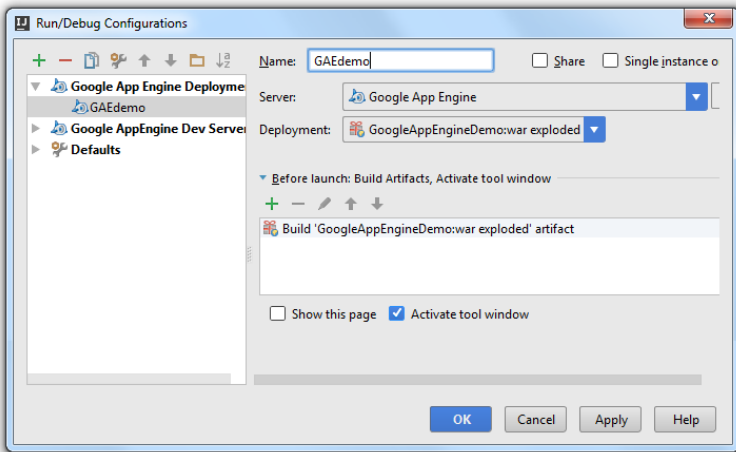 Run/Debug Configurations
Name: GAEdemo Share Single instance o
Google App Engine Deployme
GAEdemo
Google AppEngine Dev Server
Defaults
Server: Google App Engine
Deployment: GoogleAppEngineDemo:war exploded
Before launch: Build Artifacts, Activate tool window
Build 'GoogleAppEngineDemo:war exploded' artifact
Show this page Activate tool window
OK Cancel Apply Help